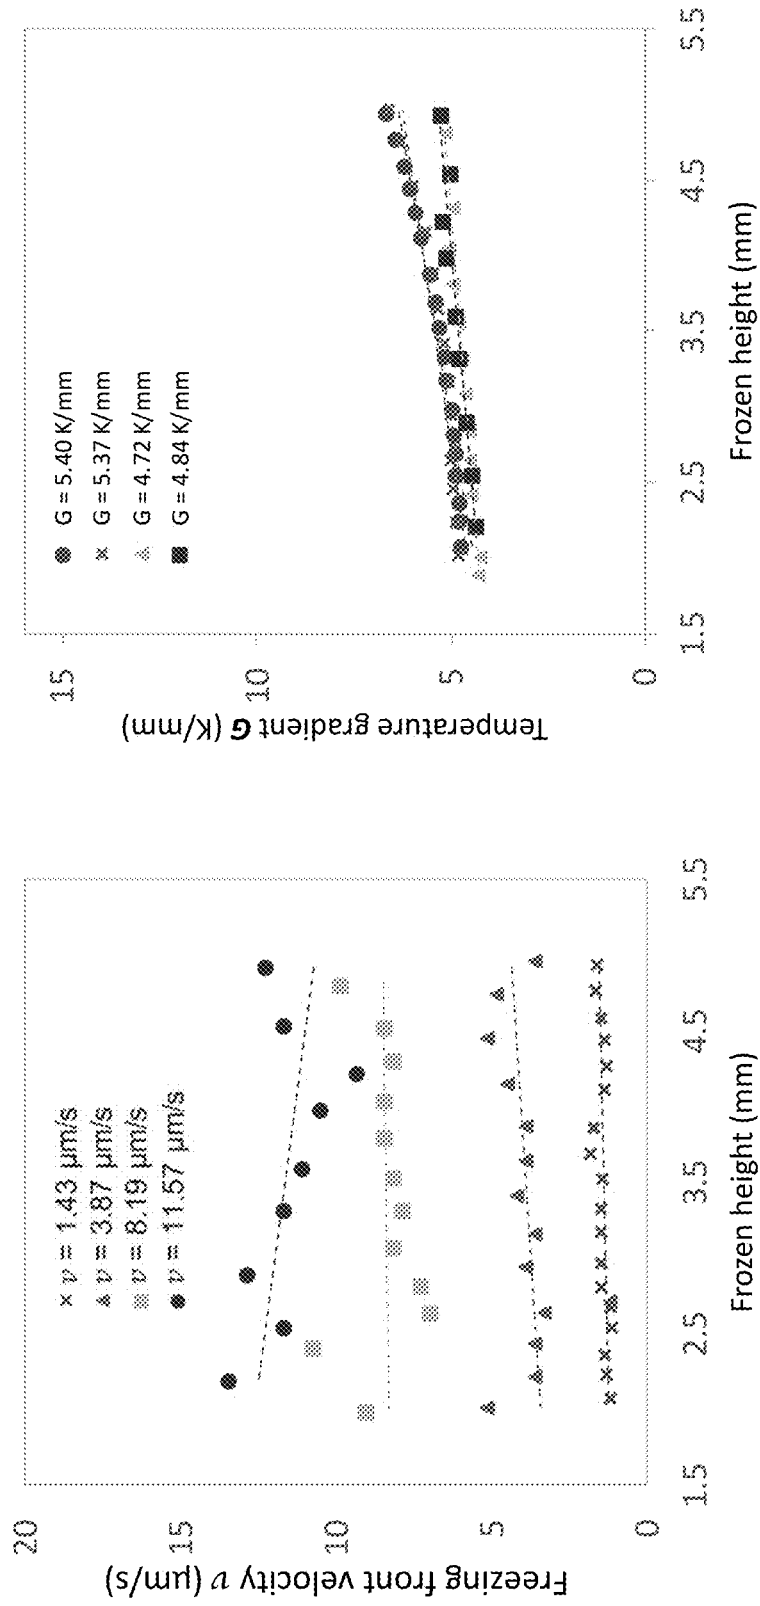 Freezing front velocity v (μm/s)
20
15
10
5
0
× v = 1.43 μm/s
▲ v = 3.87 μm/s
■ v = 8.19 μm/s
● v = 11.57 μm/s
1.5 2.5 3.5 4.5 5.5
Frozen height (mm)
Temperature gradient G (K/mm)
15
10
5
0
● G = 5.40 K/mm
× G = 5.37 K/mm
▲ G = 4.72 K/mm
■ G = 4.84 K/mm
1.5 2.5 3.5 4.5 5.5
Frozen height (mm)